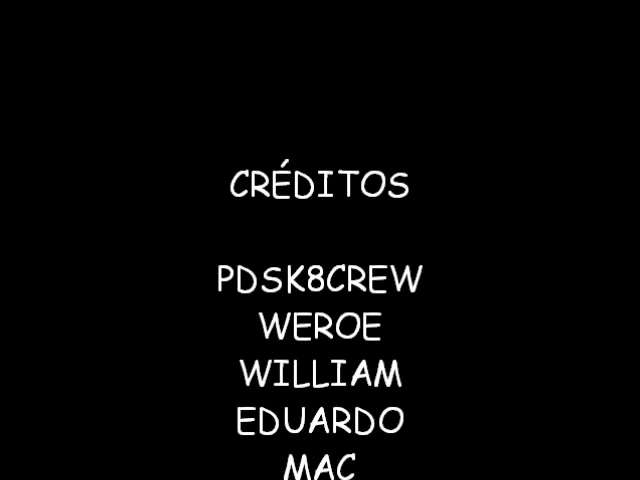 CRÉDITOS
PDSK8CREW
WEROE
WILLIAM
EDUARDO
MAC